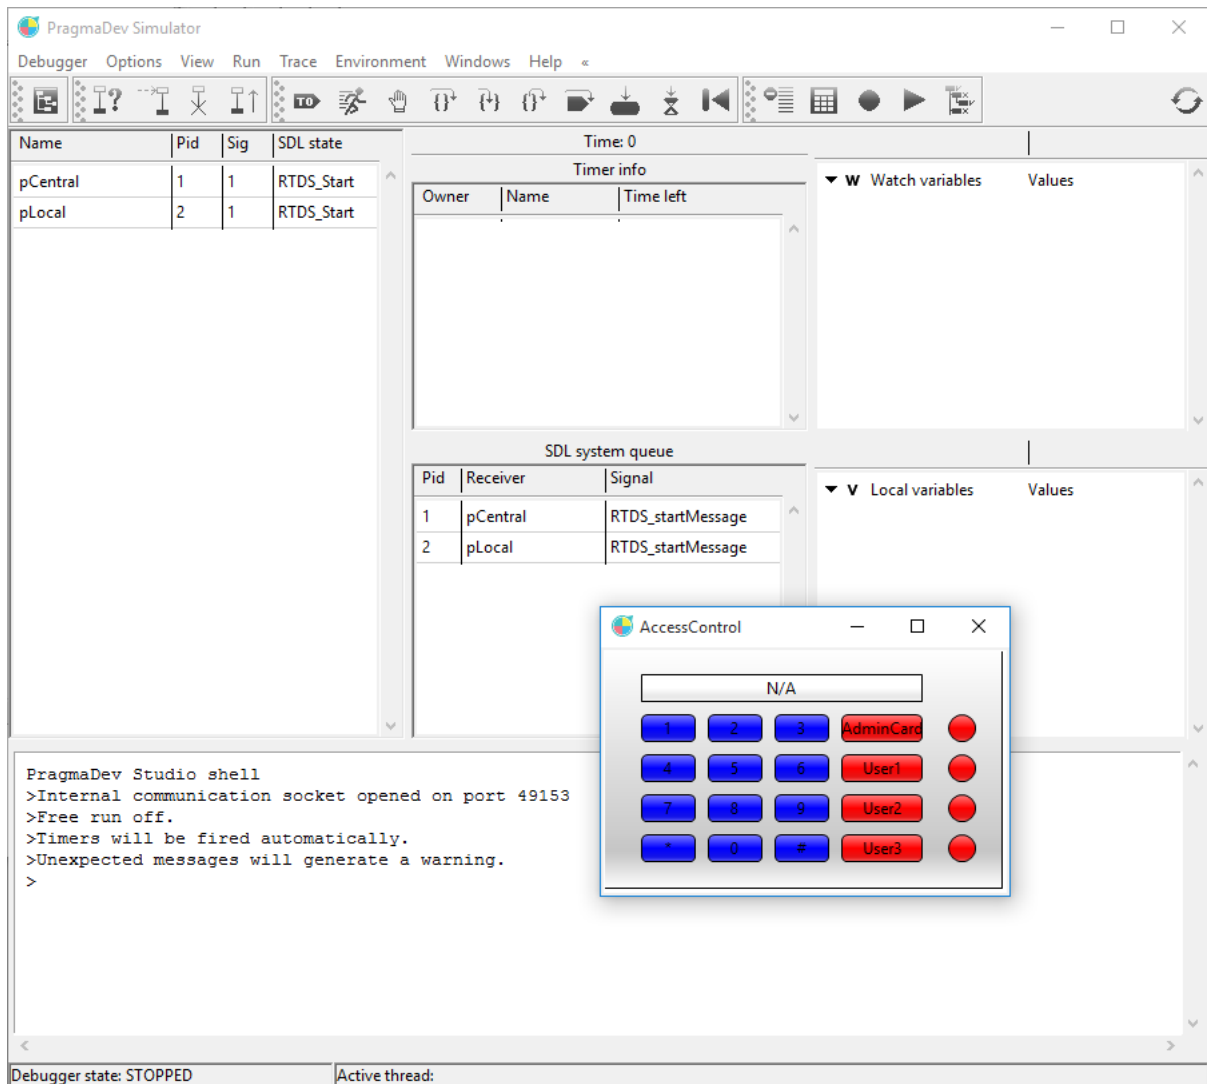 PragmaDev Simulator
Debugger Options View Run Trace Environment Windows Help «
TO
Name Pid Sig SDL state
pCentral 1 1 RTDS_Start
pLocal 2 1 RTDS_Start
Time: 0
Timer info
Owner Name Time left
W Watch variables Values
SDL system queue
Pid Receiver Signal
1 pCentral RTDS_startMessage
2 pLocal RTDS_startMessage
V Local variables Values
AccessControl
N/A
1 2 3 AdminCard
4 5 6 User1
7 8 9 User2
* 0 # User3
PragmaDev Studio shell
>Internal communication socket opened on port 49153
>Free run off.
>Timers will be fired automatically.
>Unexpected messages will generate a warning.
>
Debugger state: STOPPED Active thread: